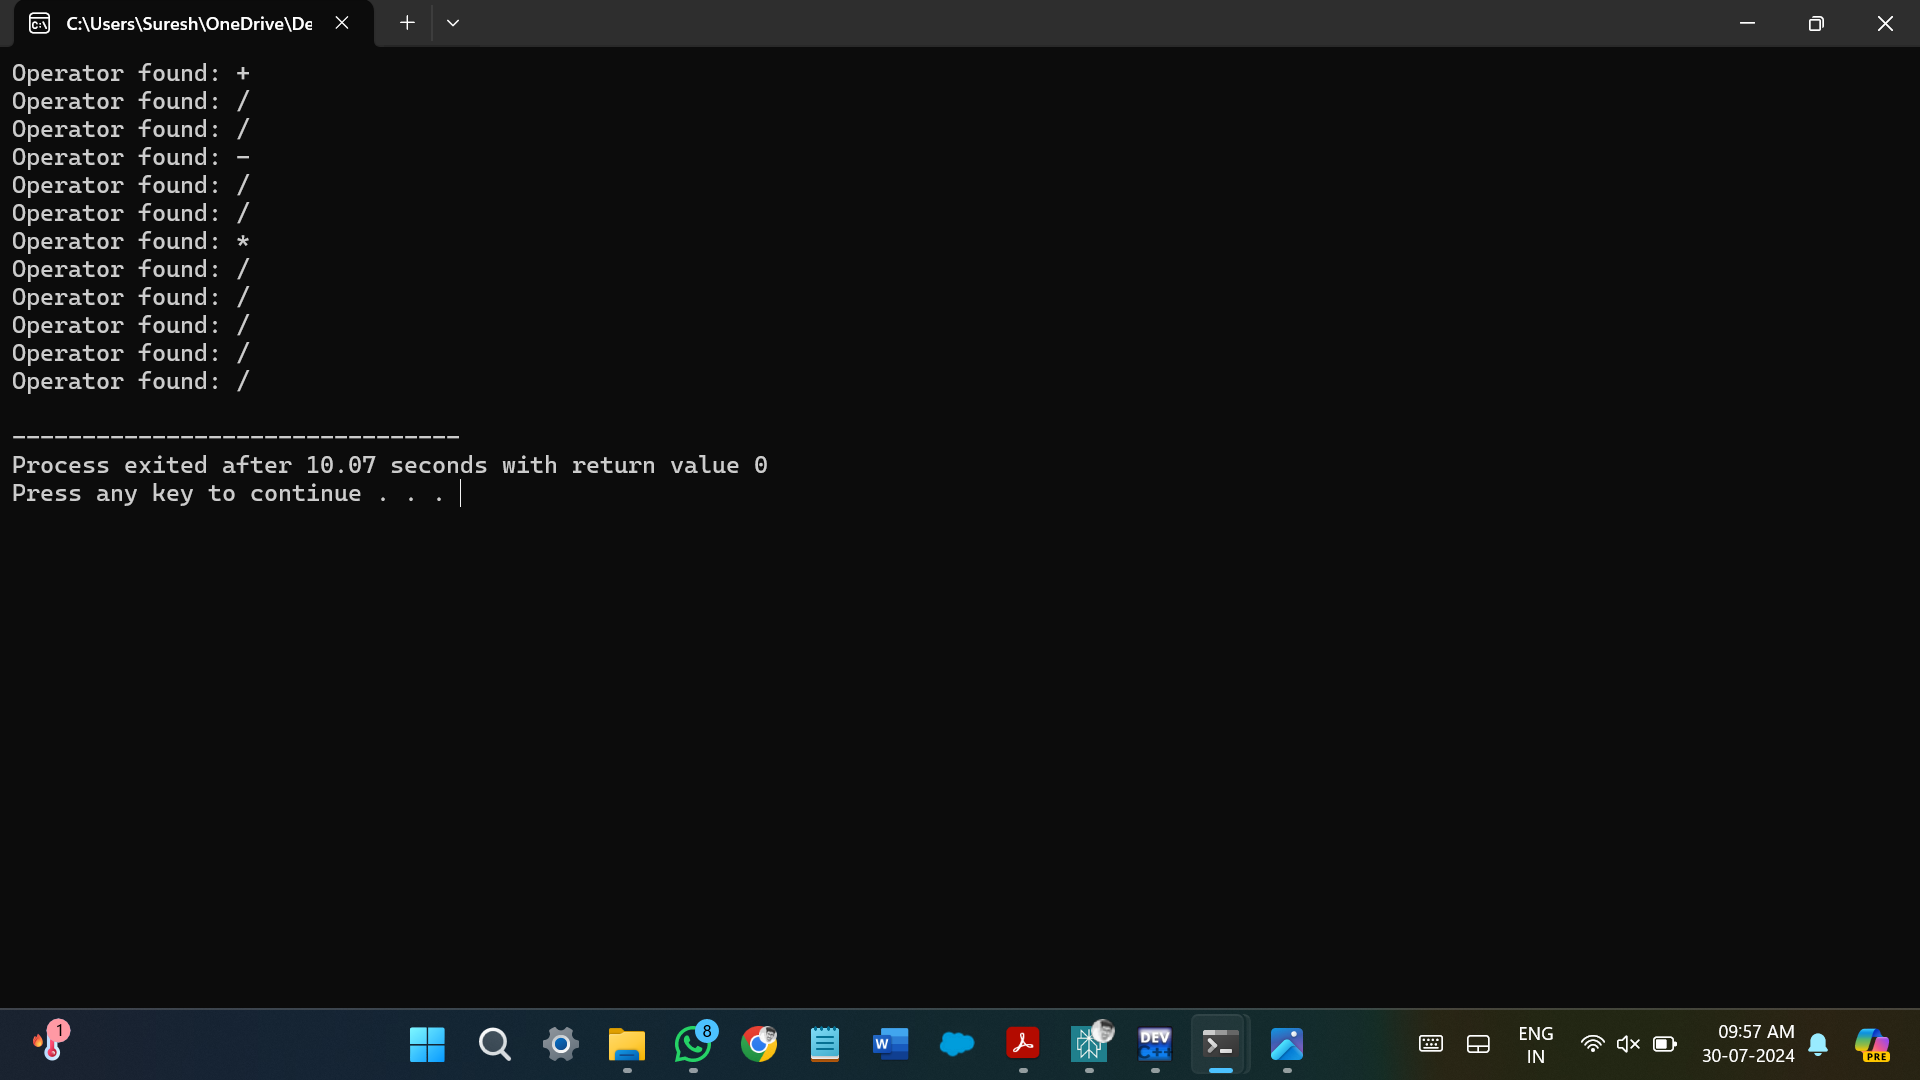 C:\Users\Suresh\OneDrive\De
Operator found: +
Operator found: /
Operator found: /
Operator found: -
Operator found: /
Operator found: /
Operator found: *
Operator found: /
Operator found: /
Operator found: /
Operator found: /
Operator found: /
--------------------------------
Process exited after 10.07 seconds with return value 0
Press any key to continue . . .
1
8
W
DEV
C++
ENG
IN
09:57 AM
30-07-2024
PRE